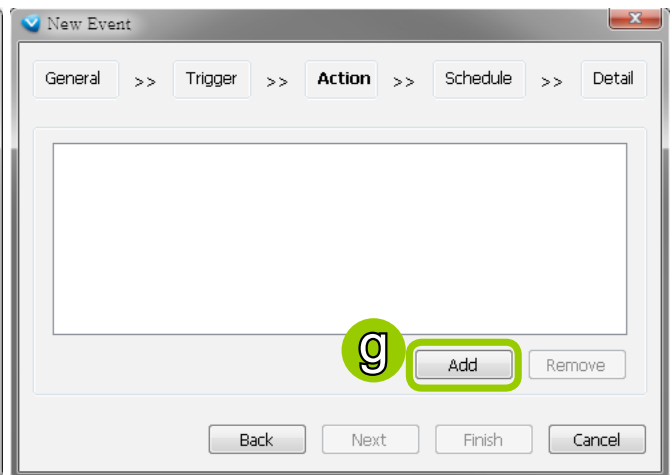 New Event
General >> Trigger >> Action >> Schedule >> Detail
g
Add Remove
Back Next Finish Cancel